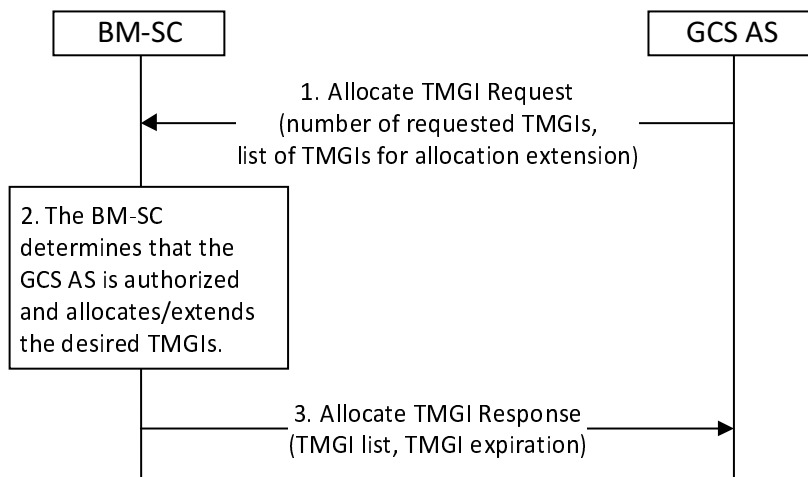 BM-SC
GCS AS
1. Allocate TMGI Request
(number of requested TMGIs,
list of TMGIs for allocation extension)
2. The BM-SC
determines that the
GCS AS is authorized
and allocates/extends
the desired TMGIs.
3. Allocate TMGI Response
(TMGI list, TMGI expiration)